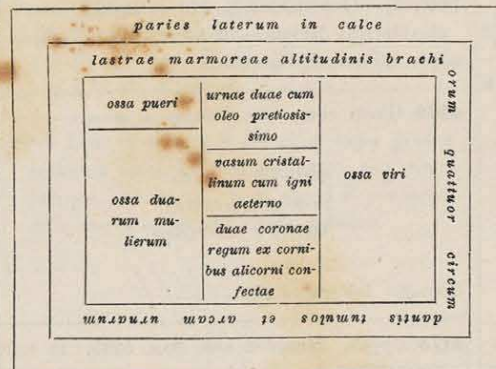 paries laterum in calce
lastrae marmoreae altitudinis brachi
orum quattuor circum
dantis tumulos et arcam urnarum
ossa pueri
ossa dua-
rum mu-
lierum
urnae duae cum
oleo pretiosis-
simo
vasum cristal-
linum cum igni
aeterno
duae coronae
regum ex corni-
bus alicorni con-
fectae
ossa viri